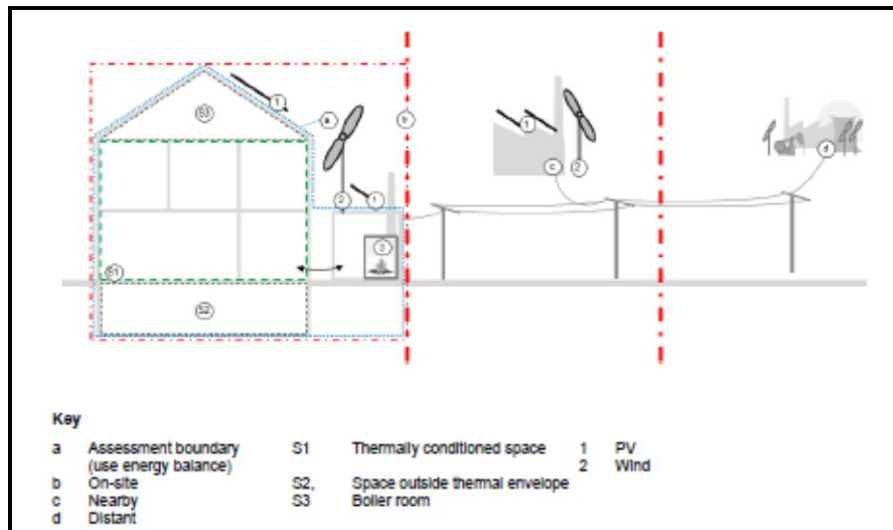 S3
1
a
b
1
c
2
d
2
1
3
S1
S2
Key
a Assessment boundary S1 Thermally conditioned space 1 PV
(use energy balance) 2 Wind
b On-site S2, Space outside thermal envelope
c Nearby S3 Boiler room
d Distant